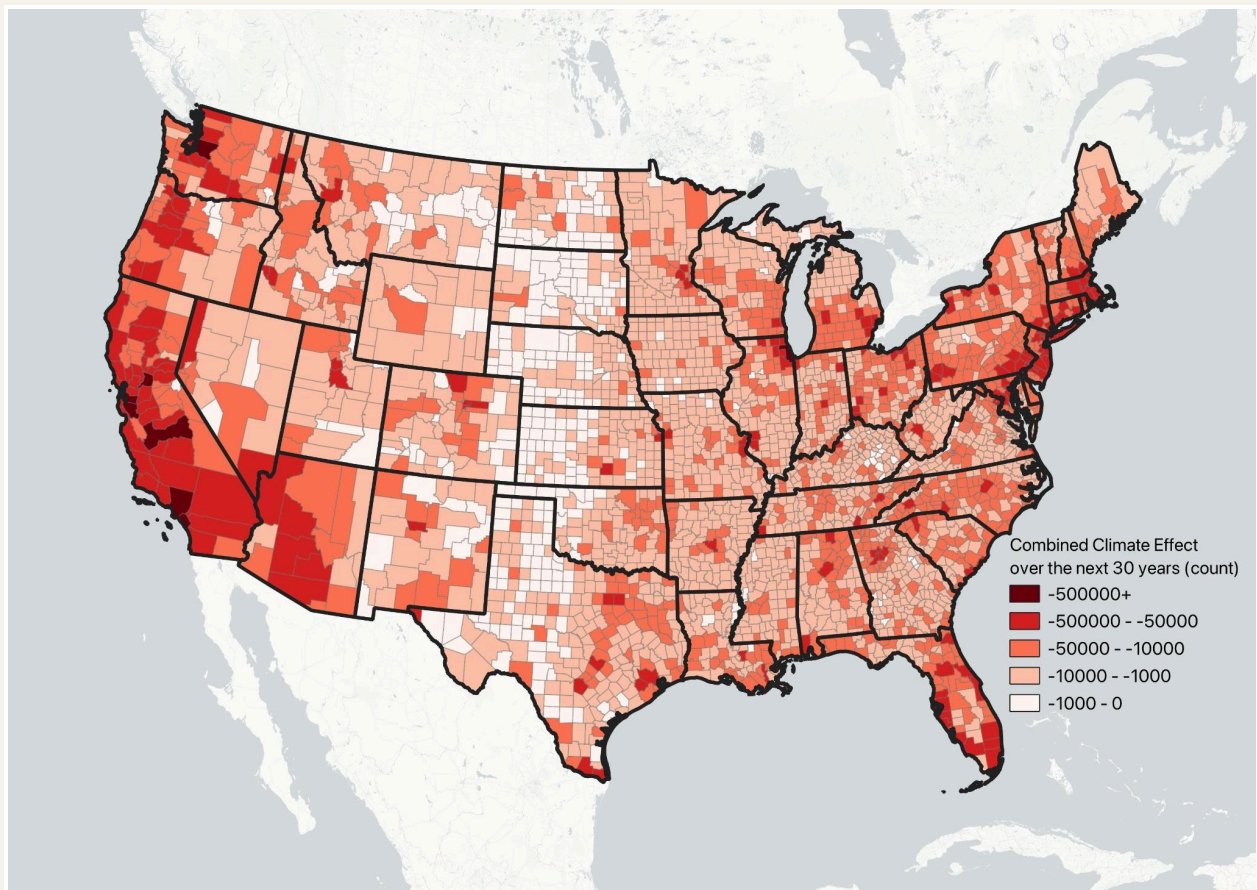 Combined Climate Effect
over the next 30 years (count)
-500000+
-500000 - -50000
-50000 - -10000
-10000 - -1000
-1000 - 0